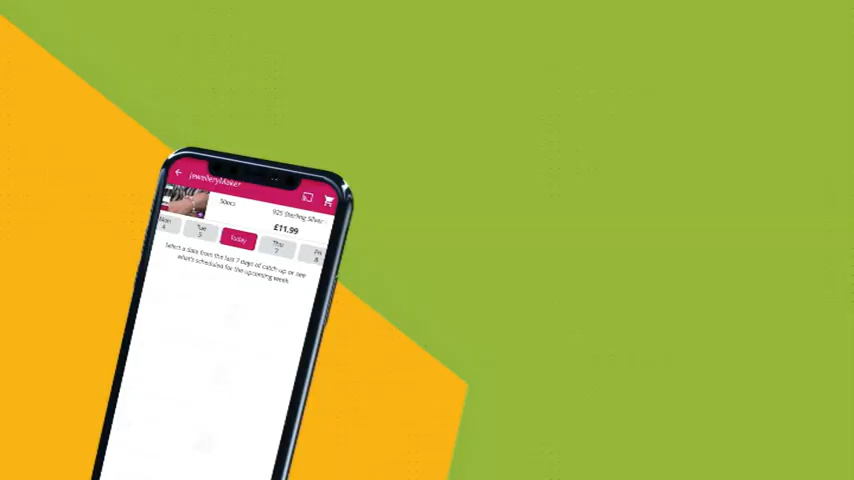 JewelleryMaker
50pcs
925 Sterling Silver
£11.99
Mon
4
Tue
5
Today
Thu
7
Fri
8
Select a date from the last 7 days of catch-up or see
what's scheduled for the upcoming week.